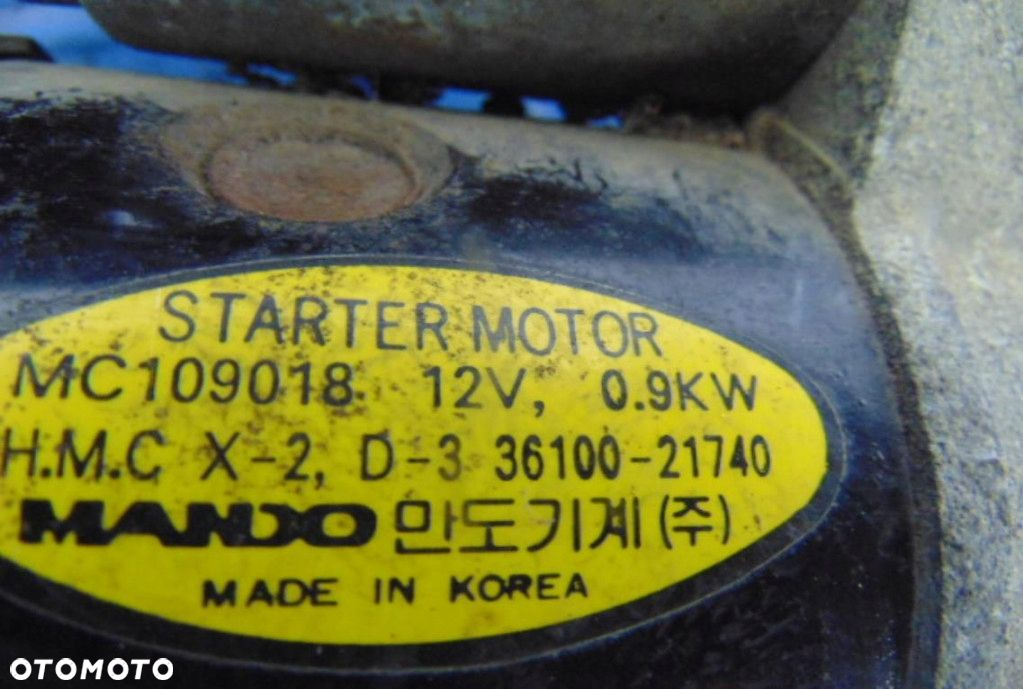 STARTER MOTOR
MC109018 12V, 0.9KW
H.M.C X-2, D-3 36100-21740
MANDO 만도기계(주)
MADE IN KOREA
OTOMOTO